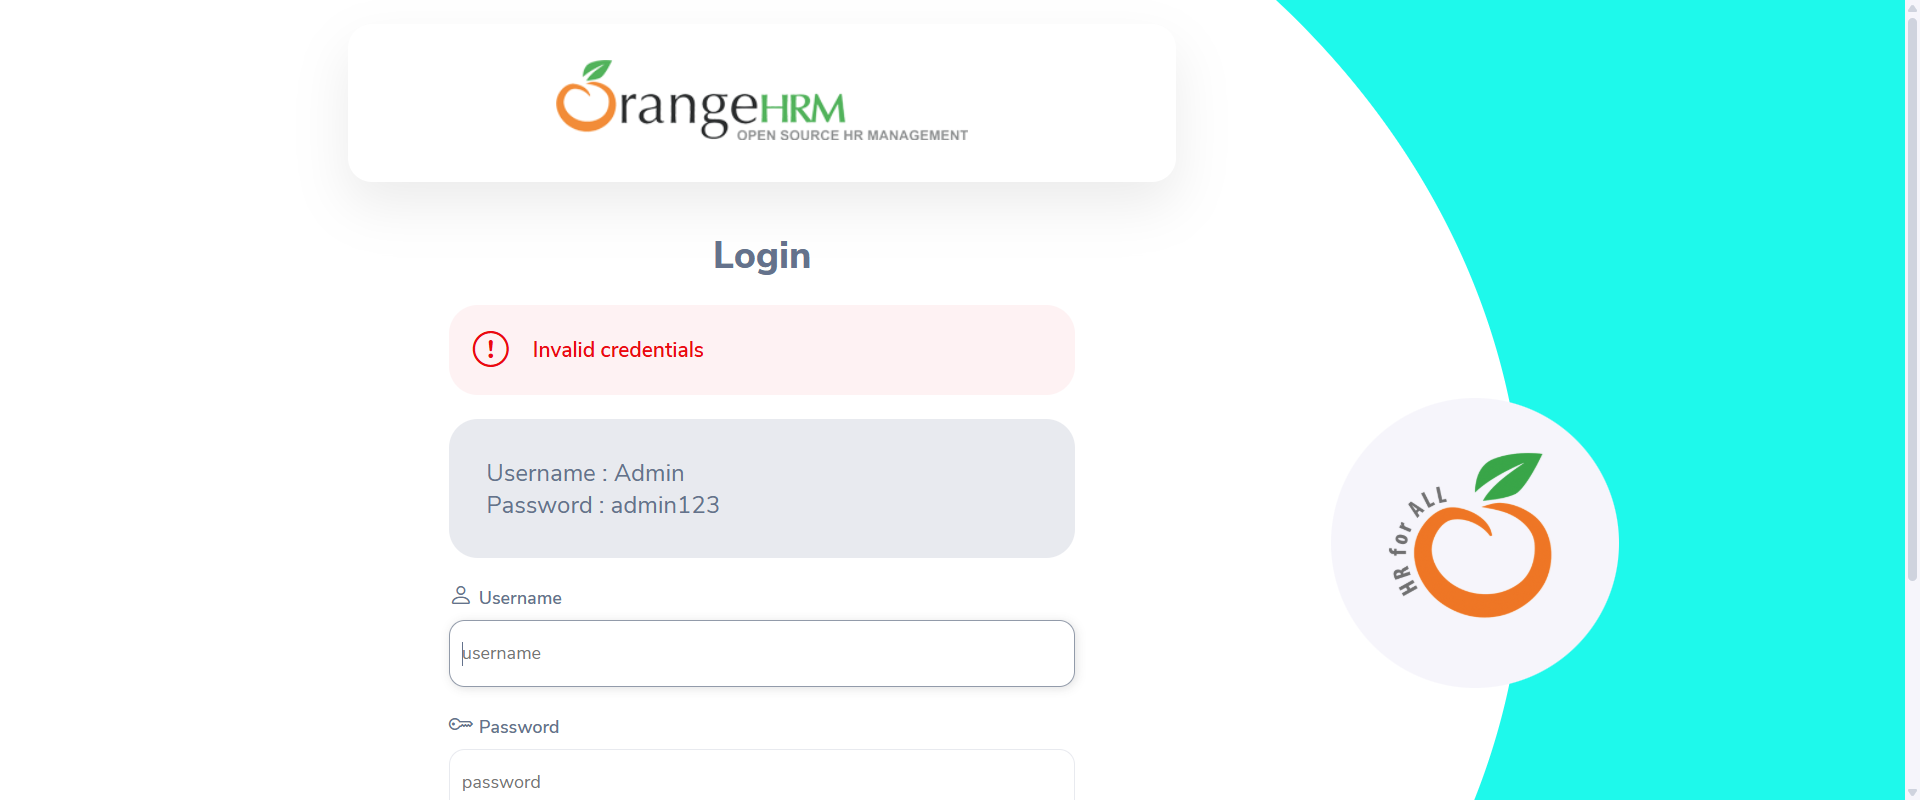 OrangeHRM
OPEN SOURCE HR MANAGEMENT
Login
Invalid credentials
Username : Admin
Password : admin123
Username
username
Password
password
HR for ALL